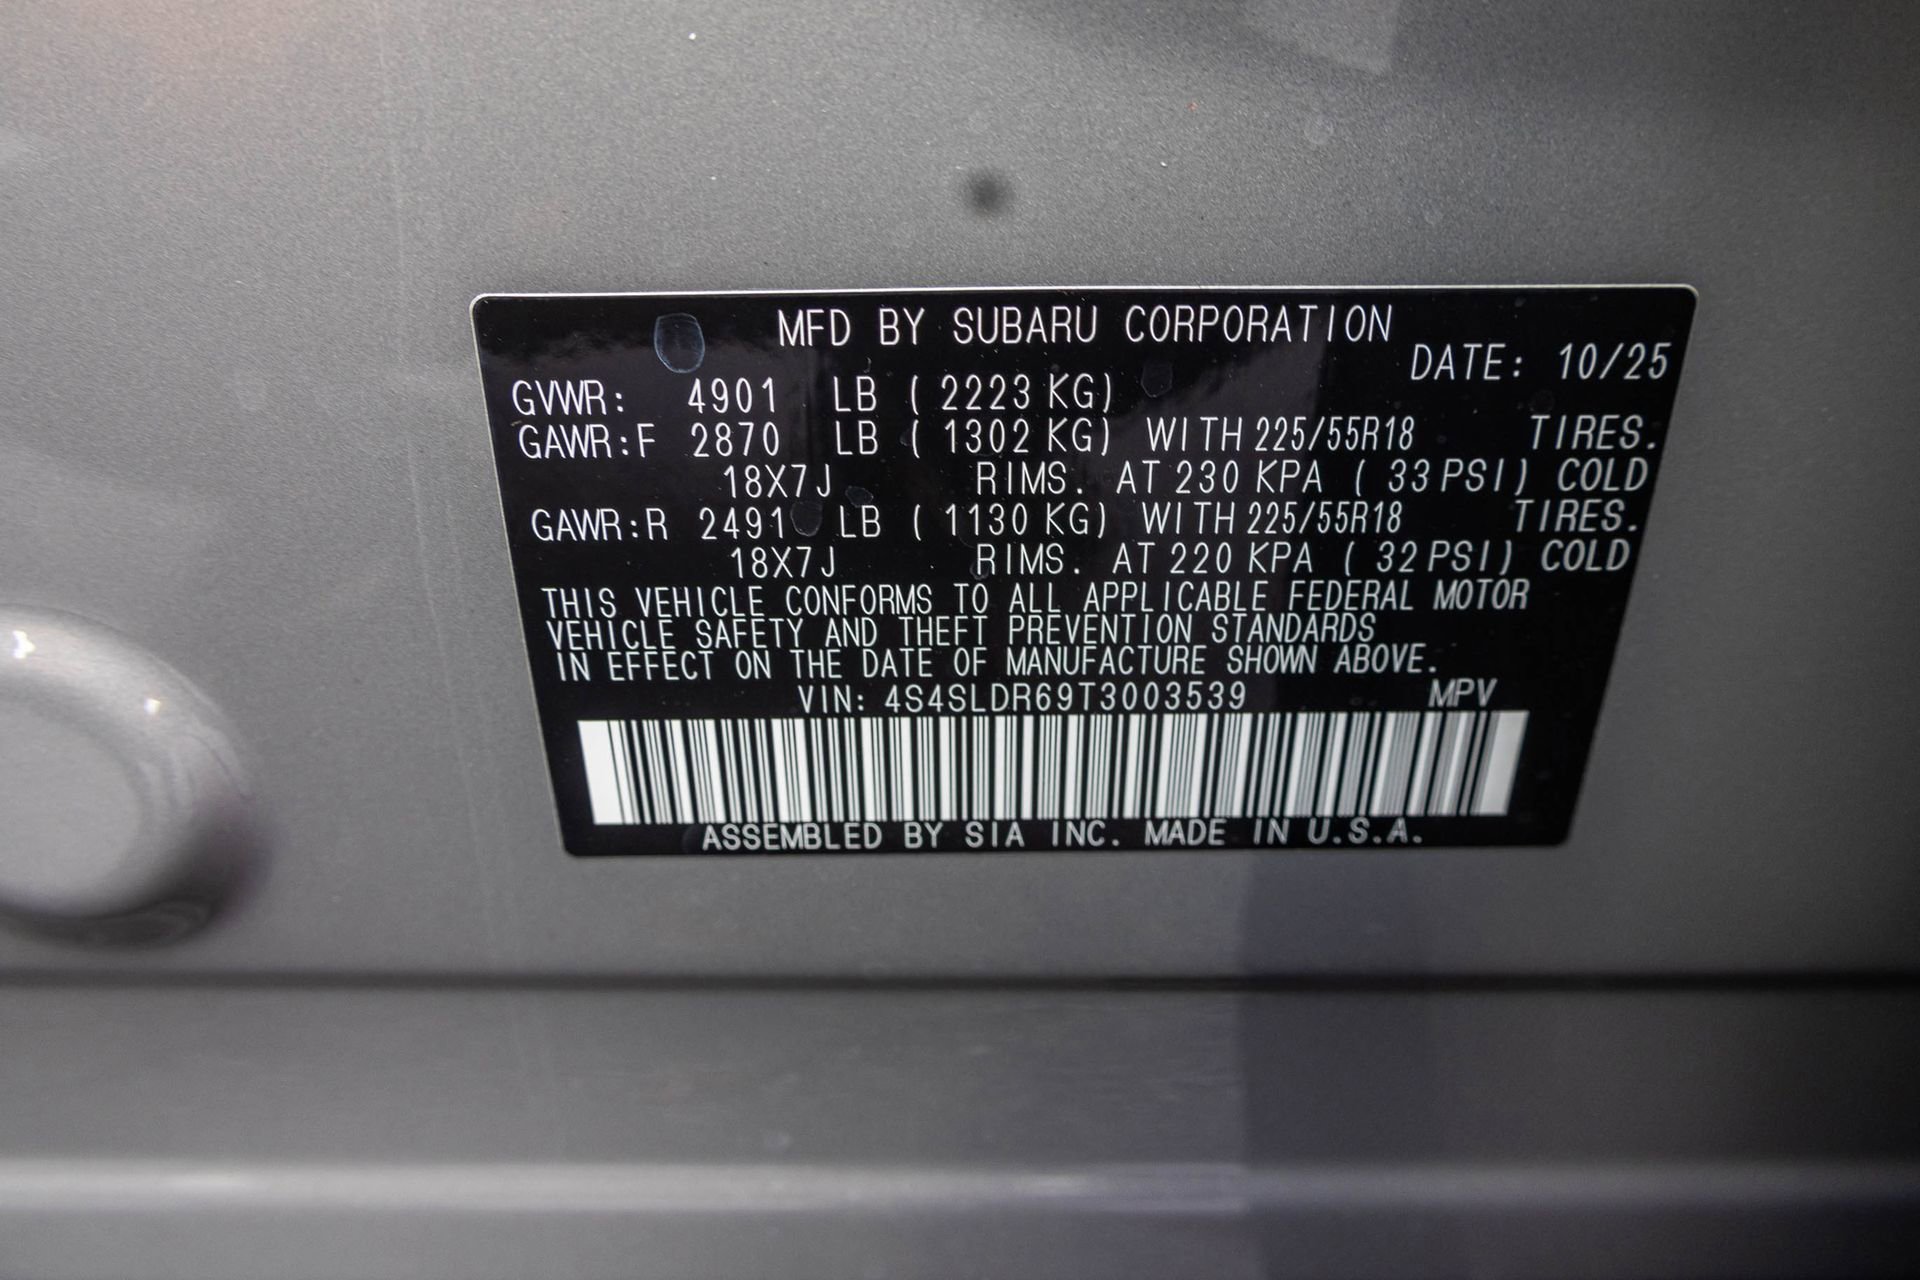 MFD BY SUBARU CORPORATION
DATE: 10/25
GVWR: 4901 LB ( 2223 KG)
GAWR:F 2870 LB ( 1302 KG) WITH 225/55R18 TIRES.
18X7J RIMS. AT 230 KPA ( 33 PSI) COLD
GAWR:R 2491 LB ( 1130 KG) WITH 225/55R18 TIRES.
18X7J RIMS. AT 220 KPA ( 32 PSI) COLD
THIS VEHICLE CONFORMS TO ALL APPLICABLE FEDERAL MOTOR
VEHICLE SAFETY AND THEFT PREVENTION STANDARDS
IN EFFECT ON THE DATE OF MANUFACTURE SHOWN ABOVE.
VIN: 4S4SLDR69T3003539 MPV
ASSEMBLED BY SIA INC. MADE IN U.S.A.